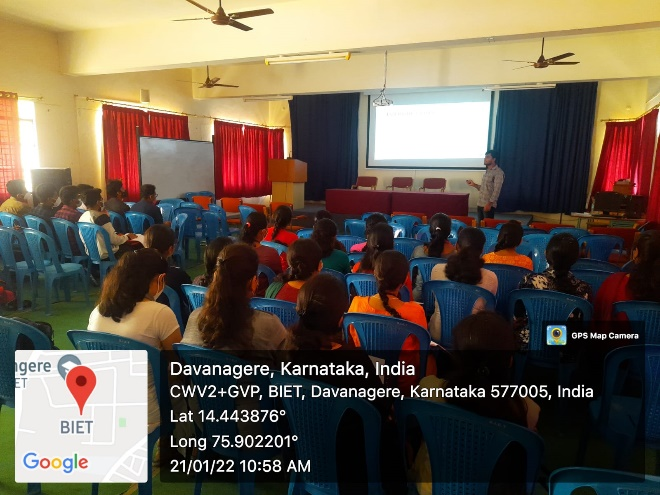 GPS Map Camera
Davanagere, Karnataka, India
CWV2+GVP, BIET, Davanagere, Karnataka 577005, India
Lat 14.443876°
Long 75.902201°
21/01/22 10:58 AM
agere
ET
BIET
Google